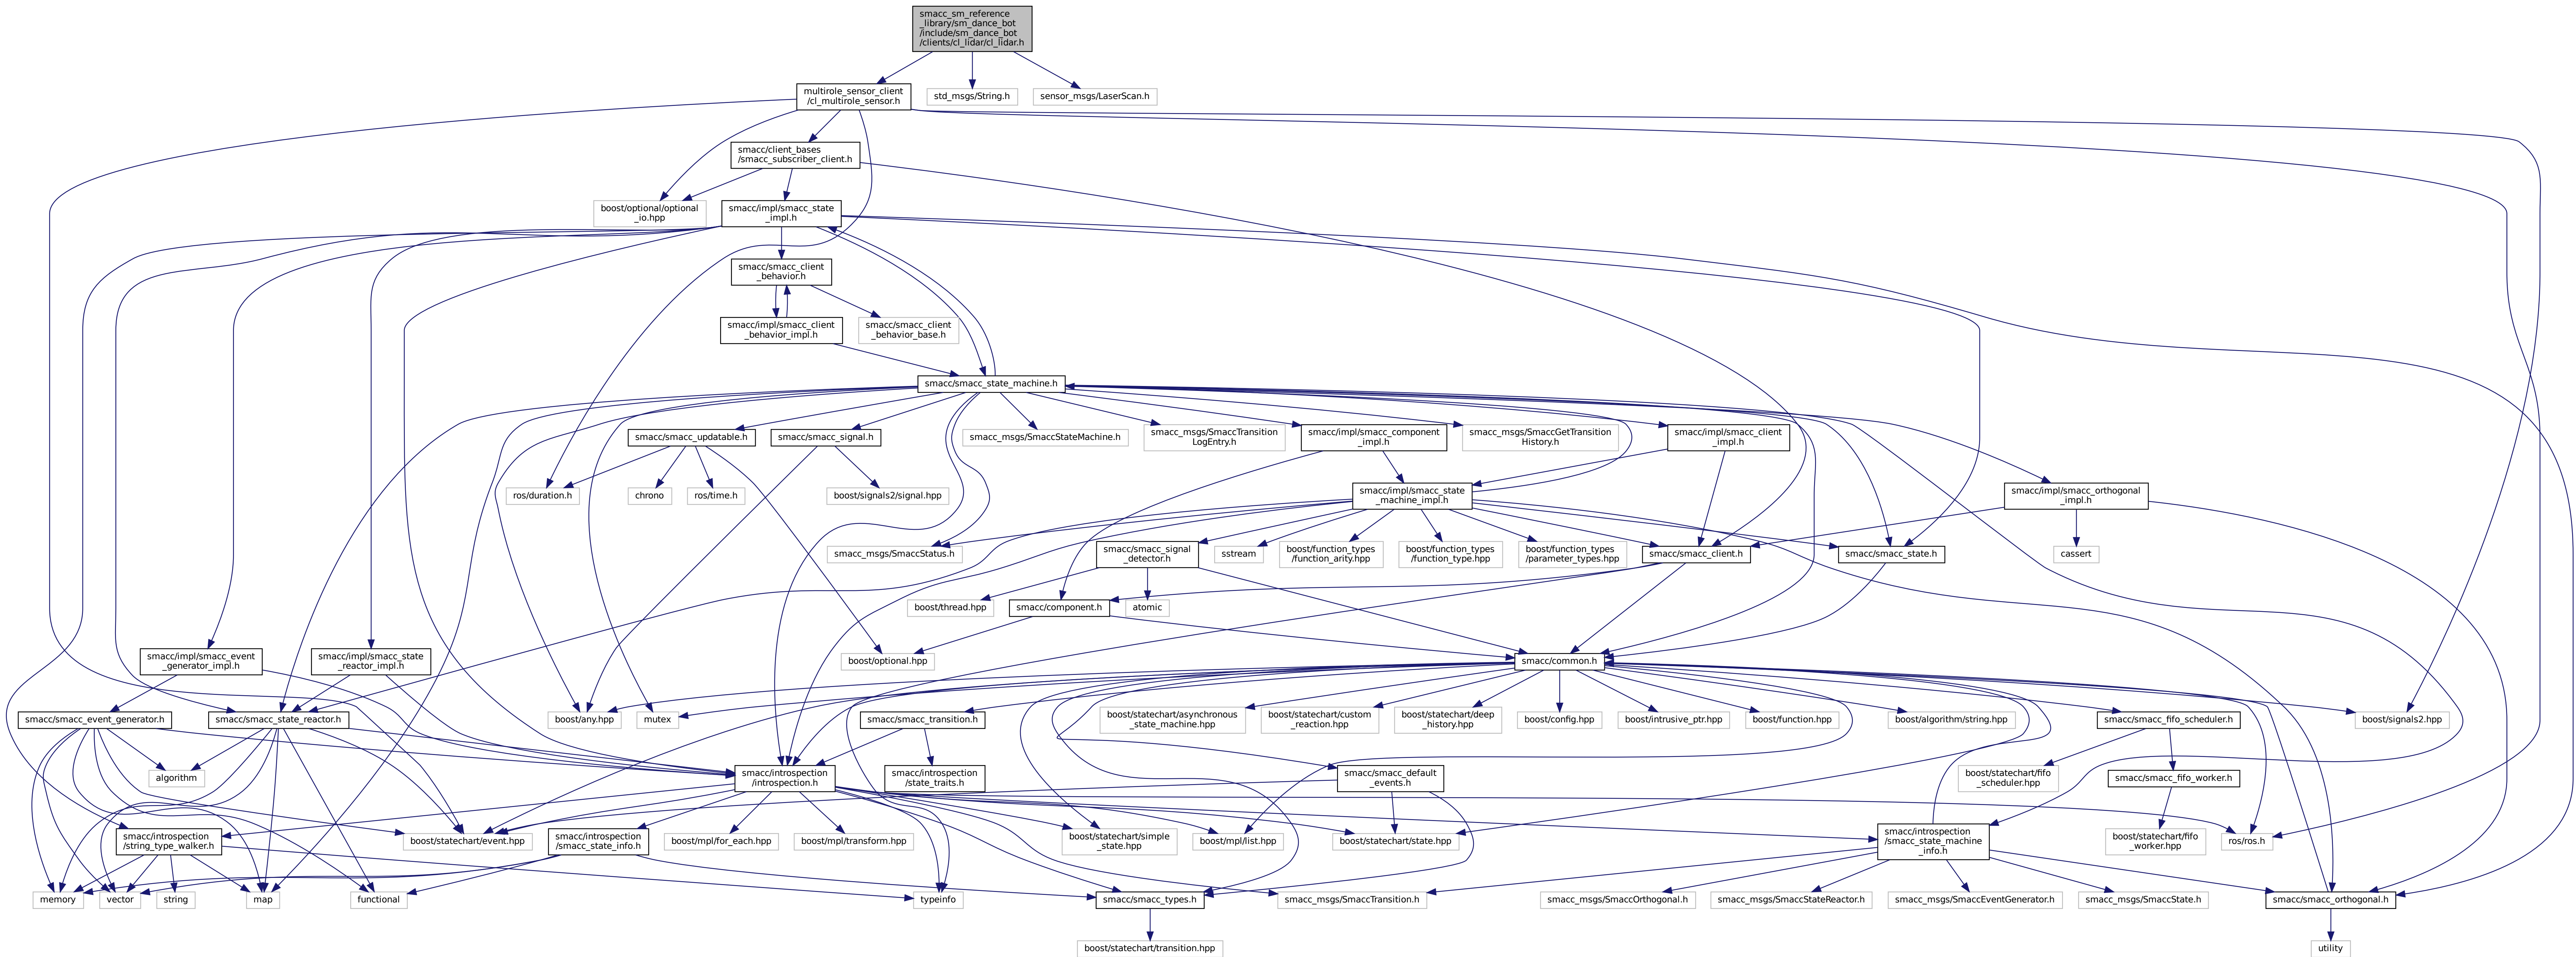 smacc_sm_reference
_library/sm_dance_bot
/include/sm_dance_bot
/clients/cl_lidar/cl_lidar.h
multirole_sensor_client
/cl_multirole_sensor.h
std_msgs/String.h
sensor_msgs/LaserScan.h
smacc/client_bases
/smacc_subscriber_client.h
boost/optional/optional
_io.hpp
smacc/impl/smacc_state
_impl.h
smacc/smacc_client
_behavior.h
smacc/impl/smacc_client
_behavior_impl.h
smacc/smacc_client
_behavior_base.h
smacc/smacc_state_machine.h
smacc/smacc_updatable.h
smacc/smacc_signal.h
smacc_msgs/SmaccStateMachine.h
smacc_msgs/SmaccTransition
LogEntry.h
smacc/impl/smacc_component
_impl.h
smacc_msgs/SmaccGetTransition
History.h
smacc/impl/smacc_client
_impl.h
ros/duration.h
chrono
ros/time.h
boost/signals2/signal.hpp
smacc/impl/smacc_state
_machine_impl.h
smacc/impl/smacc_orthogonal
_impl.h
smacc_msgs/SmaccStatus.h
smacc/smacc_signal
_detector.h
sstream
boost/function_types
/function_arity.hpp
boost/function_types
/function_type.hpp
boost/function_types
/parameter_types.hpp
smacc/smacc_client.h
smacc/smacc_state.h
cassert
boost/thread.hpp
smacc/component.h
atomic
smacc/impl/smacc_event
_generator_impl.h
smacc/impl/smacc_state
_reactor_impl.h
boost/optional.hpp
smacc/common.h
smacc/smacc_event_generator.h
smacc/smacc_state_reactor.h
boost/any.hpp
mutex
smacc/smacc_transition.h
boost/statechart/asynchronous
_state_machine.hpp
boost/statechart/custom
_reaction.hpp
boost/statechart/deep
_history.hpp
boost/config.hpp
boost/intrusive_ptr.hpp
boost/function.hpp
boost/algorithm/string.hpp
smacc/smacc_fifo_scheduler.h
boost/signals2.hpp
algorithm
smacc/introspection
/introspection.h
smacc/introspection
/state_traits.h
smacc/smacc_default
_events.h
boost/statechart/fifo
_scheduler.hpp
smacc/smacc_fifo_worker.h
smacc/introspection
/string_type_walker.h
boost/statechart/event.hpp
smacc/introspection
/smacc_state_info.h
boost/mpl/for_each.hpp
boost/mpl/transform.hpp
boost/statechart/simple
_state.hpp
boost/mpl/list.hpp
boost/statechart/state.hpp
smacc/introspection
/smacc_state_machine
_info.h
boost/statechart/fifo
_worker.hpp
ros/ros.h
memory
vector
string
map
functional
typeinfo
smacc/smacc_types.h
smacc_msgs/SmaccTransition.h
smacc_msgs/SmaccOrthogonal.h
smacc_msgs/SmaccStateReactor.h
smacc_msgs/SmaccEventGenerator.h
smacc_msgs/SmaccState.h
smacc/smacc_orthogonal.h
boost/statechart/transition.hpp
utility